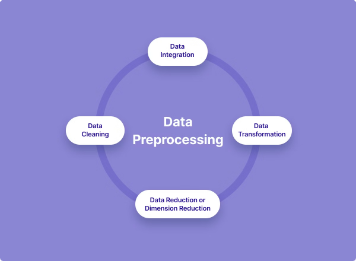 Data
Integration
Data
Cleaning
Data
Preprocessing
Data
Transformation
Data Reduction or
Dimension Reduction